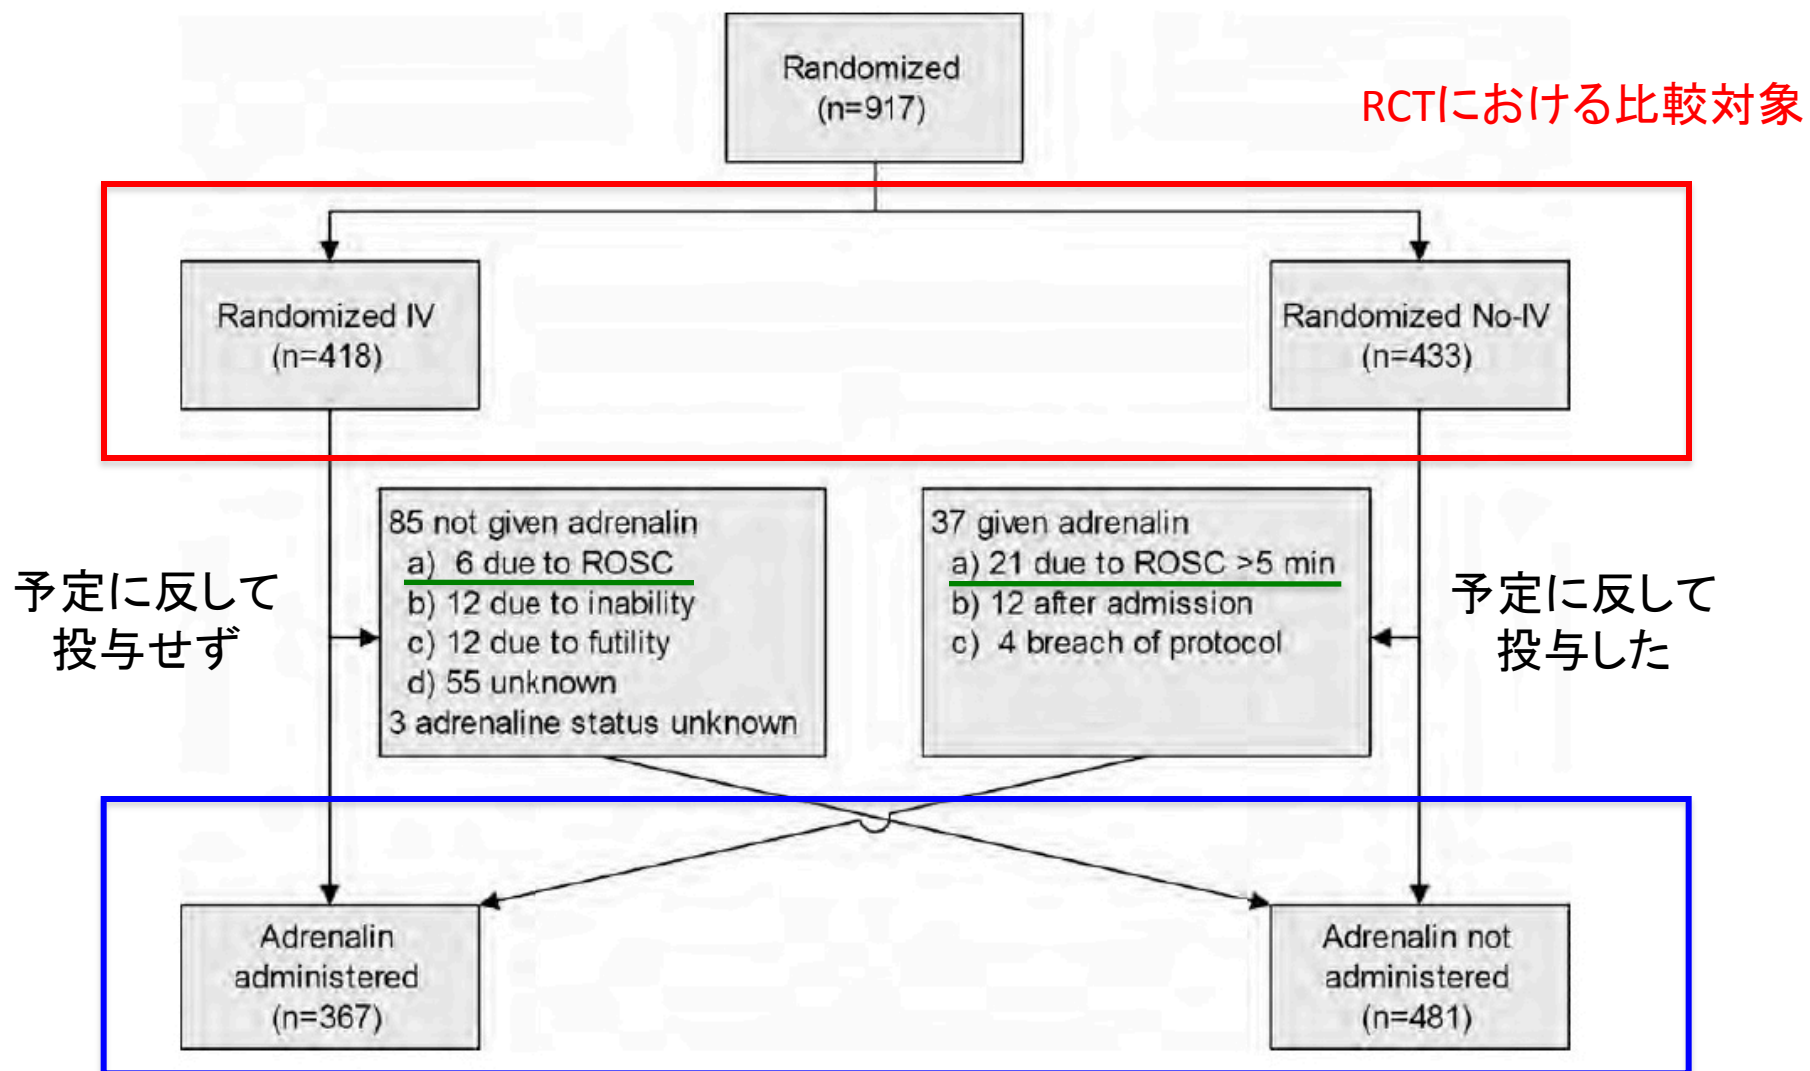 Randomized
(n=917)
RCTにおける比較対象
Randomized IV
(n=418)
Randomized No-IV
(n=433)
85 not given adrenalin
a) 6 due to ROSC
b) 12 due to inability
c) 12 due to futility
d) 55 unknown
3 adrenaline status unknown
37 given adrenalin
a) 21 due to ROSC >5 min
b) 12 after admission
c) 4 breach of protocol
予定に反して
投与せず
予定に反して
投与した
Adrenalin
administered
(n=367)
Adrenalin not
administered
(n=481)